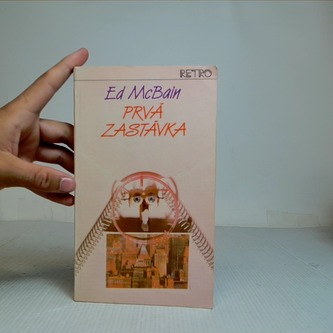 RETRO
Ed McBain
PRVÁ
ZASTÁVKA